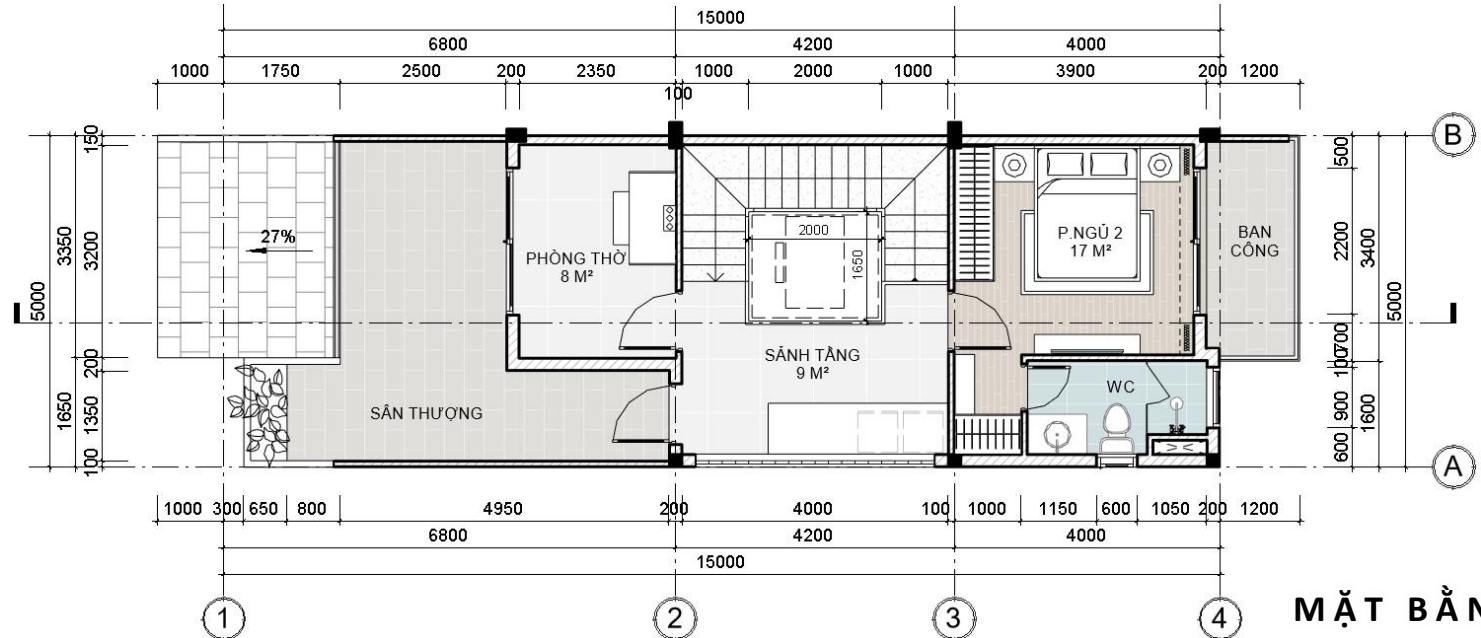 15000
6800 4200 4000
1000 1750 2500 200 2350 100 1000 2000 1000 3900 200 1200
B
150
3350 3200
5000
200
1650 1350
100
500
2200 3400
5000
700
100
900 1600
600
27%
PHÒNG THỜ
8 M²
2000
1650
P.NGỦ 2
17 M²
BAN
CÔNG
SẢNH TẦNG
9 M²
WC
SÂN THƯỢNG
A
1000 300 650 800 4950 200 4000 100 1000 1150 600 1050 200 1200
6800 4200 4000
15000
1 2 3 4
MẶT BẰN